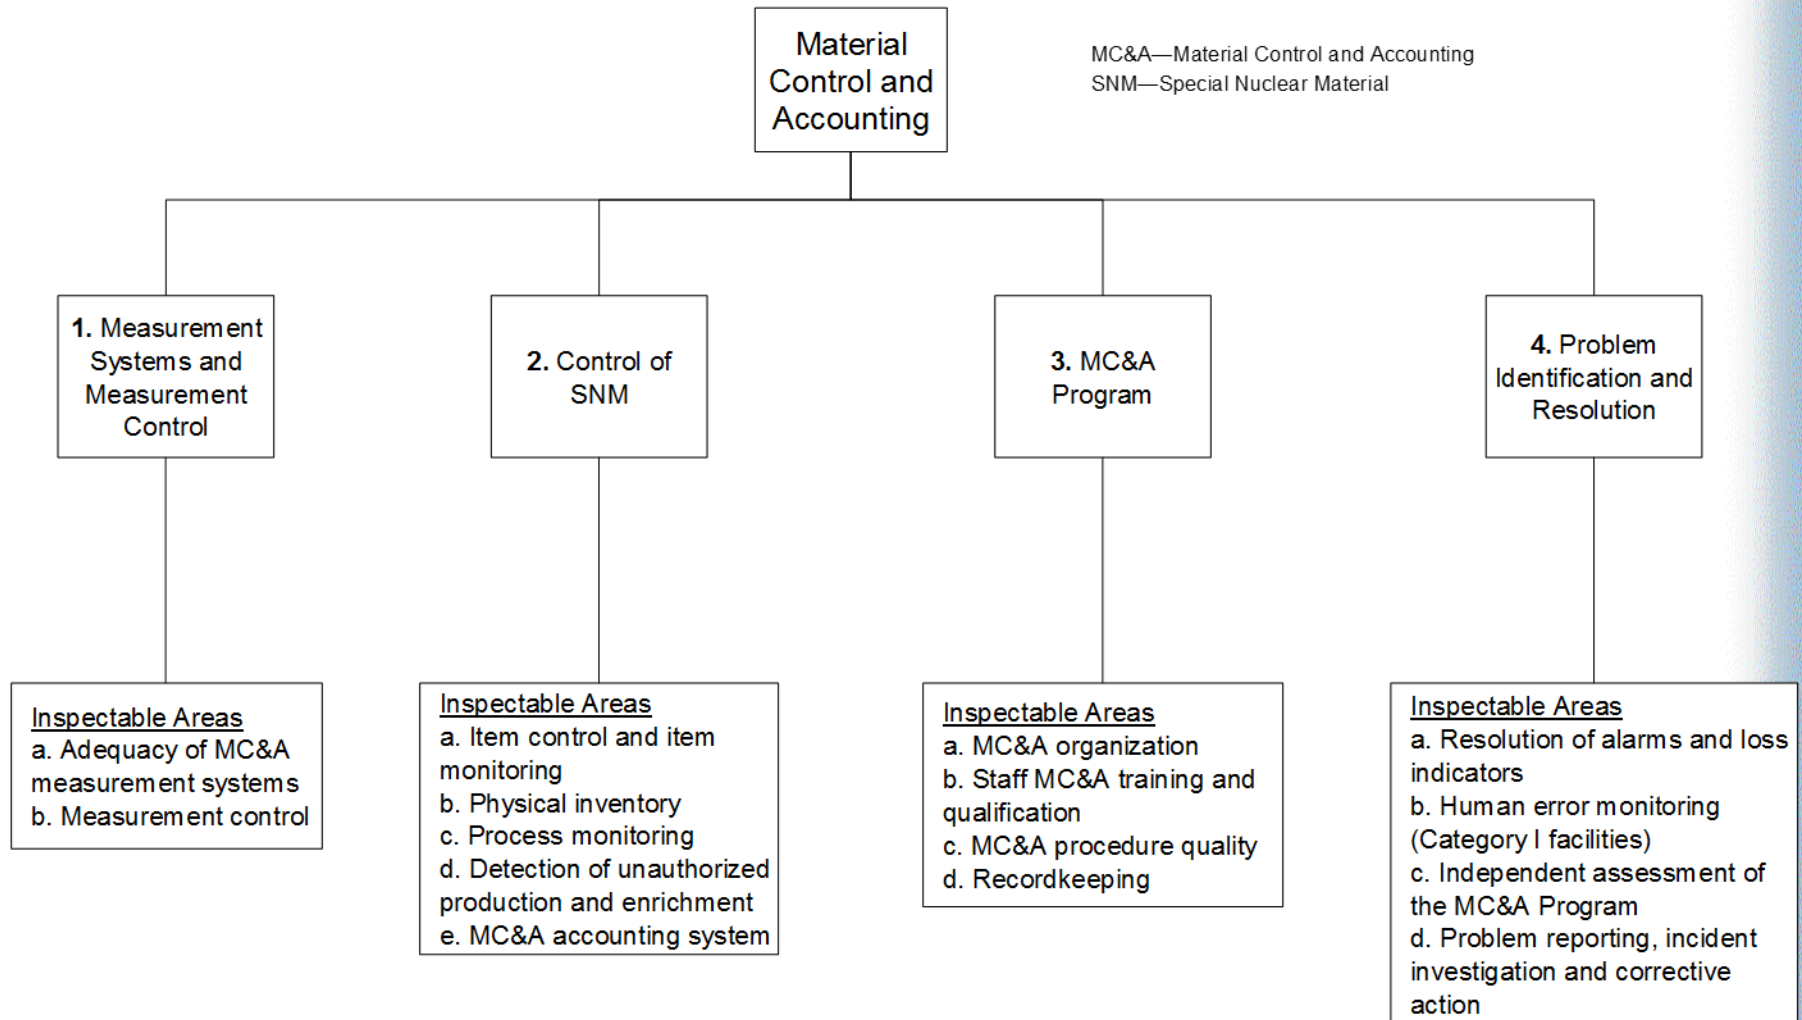 Material
Control and
Accounting
MC&A—Material Control and Accounting
SNM—Special Nuclear Material
1. Measurement
Systems and
Measurement
Control
2. Control of
SNM
3. MC&A
Program
4. Problem
Identification and
Resolution
Inspectable Areas
a. Adequacy of MC&A
measurement systems
b. Measurement control
Inspectable Areas
a. Item control and item
monitoring
b. Physical inventory
c. Process monitoring
d. Detection of unauthorized
production and enrichment
e. MC&A accounting system
Inspectable Areas
a. MC&A organization
b. Staff MC&A training and
qualification
c. MC&A procedure quality
d. Recordkeeping
Inspectable Areas
a. Resolution of alarms and loss
indicators
b. Human error monitoring
(Category I facilities)
c. Independent assessment of
the MC&A Program
d. Problem reporting, incident
investigation and corrective
action